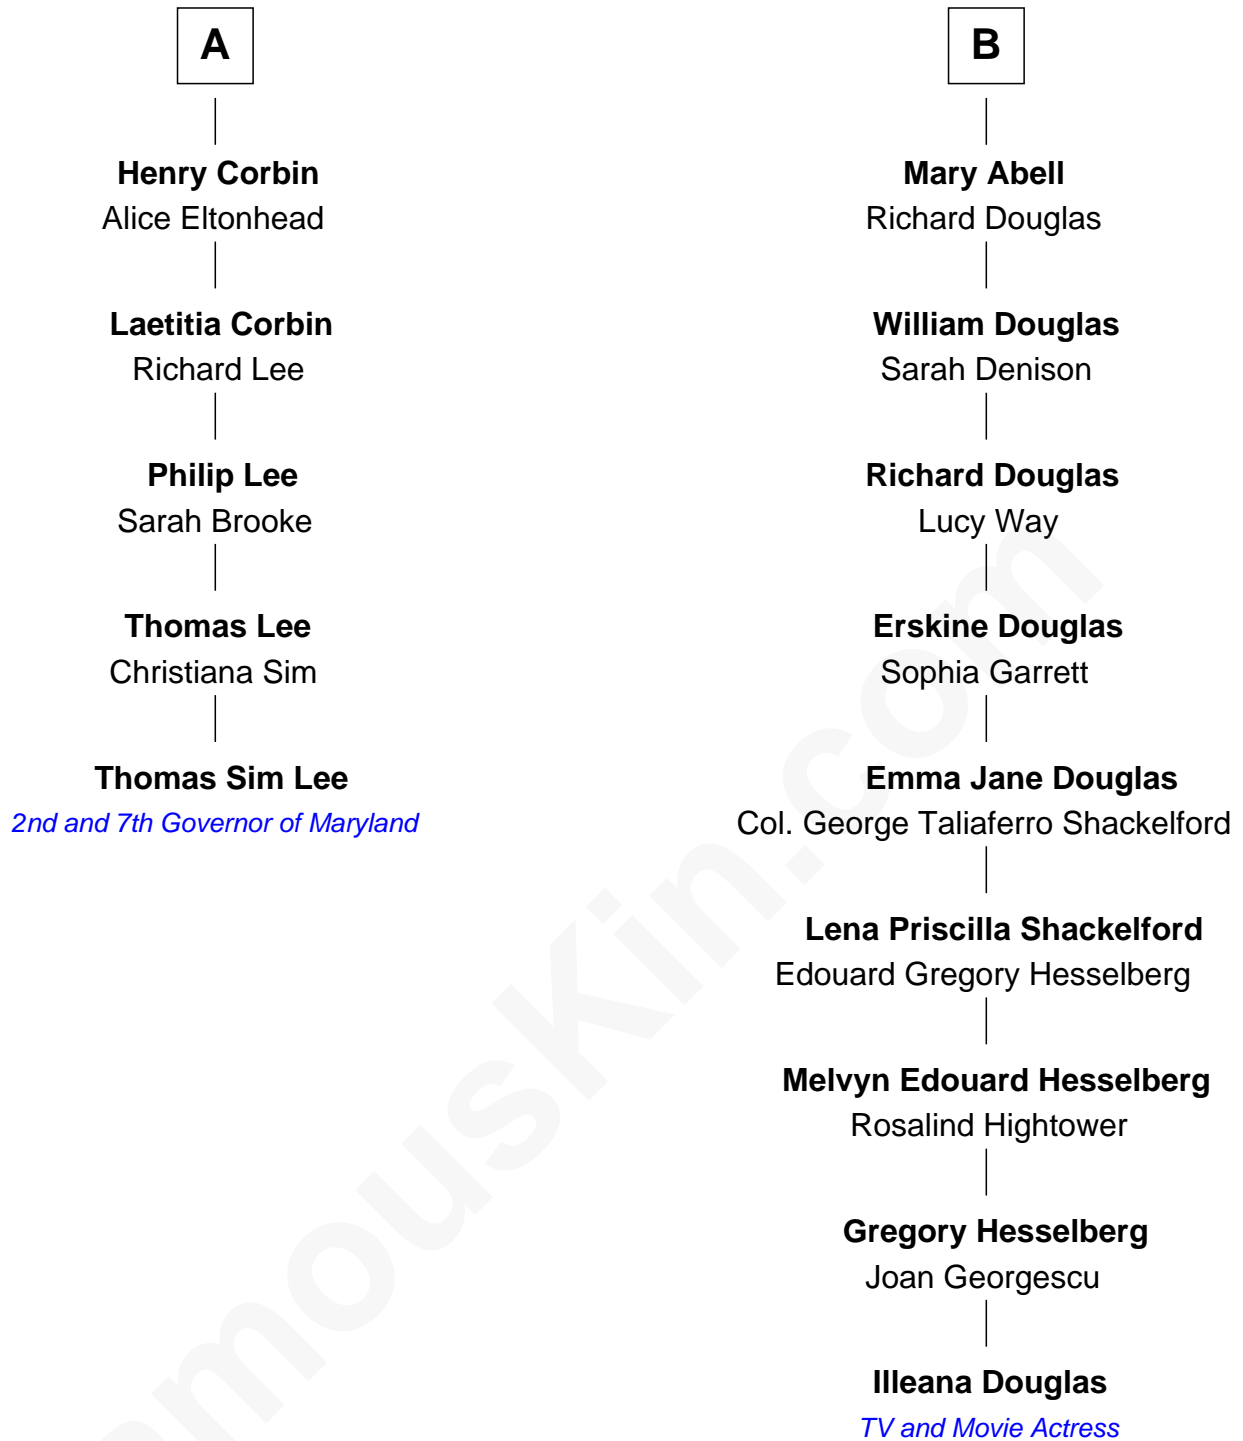 A
Henry Corbin
Alice Eltonhead
Laetitia Corbin
Richard Lee
Philip Lee
Sarah Brooke
Thomas Lee
Christiana Sim
Thomas Sim Lee
2nd and 7th Governor of Maryland
B
Mary Abell
Richard Douglas
William Douglas
Sarah Denison
Richard Douglas
Lucy Way
Erskine Douglas
Sophia Garrett
Emma Jane Douglas
Col. George Taliaferro Shackelford
Lena Priscilla Shackelford
Edouard Gregory Hesselberg
Melvyn Edouard Hesselberg
Rosalind Hightower
Gregory Hesselberg
Joan Georgescu
Illeana Douglas
TV and Movie Actress
amousKin.com